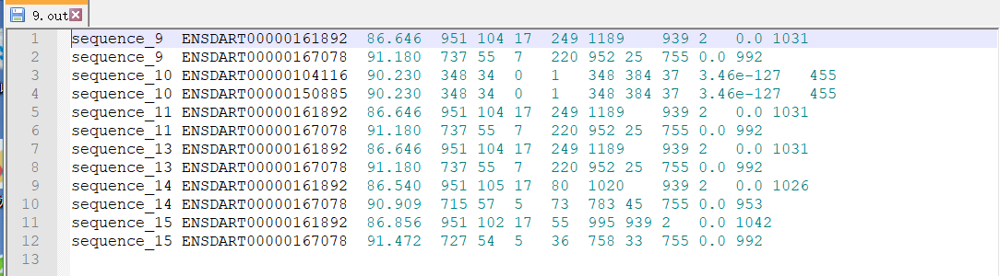 9.out
1 sequence_9 ENSDART00000161892 86.646 951 104 17 249 1189 939 2 0.0 1031
2 sequence_9 ENSDART00000167078 91.180 737 55 7 220 952 25 755 0.0 992
3 sequence_10 ENSDART00000104116 90.230 348 34 0 1 348 384 37 3.46e-127 455
4 sequence_10 ENSDART00000150885 90.230 348 34 0 1 348 384 37 3.46e-127 455
5 sequence_11 ENSDART00000161892 86.646 951 104 17 249 1189 939 2 0.0 1031
6 sequence_11 ENSDART00000167078 91.180 737 55 7 220 952 25 755 0.0 992
7 sequence_13 ENSDART00000161892 86.646 951 104 17 249 1189 939 2 0.0 1031
8 sequence_13 ENSDART00000167078 91.180 737 55 7 220 952 25 755 0.0 992
9 sequence_14 ENSDART00000161892 86.540 951 105 17 80 1020 939 2 0.0 1026
10 sequence_14 ENSDART00000167078 90.909 715 57 5 73 783 45 755 0.0 953
11 sequence_15 ENSDART00000161892 86.856 951 102 17 55 995 939 2 0.0 1042
12 sequence_15 ENSDART00000167078 91.472 727 54 5 36 758 33 755 0.0 992
13